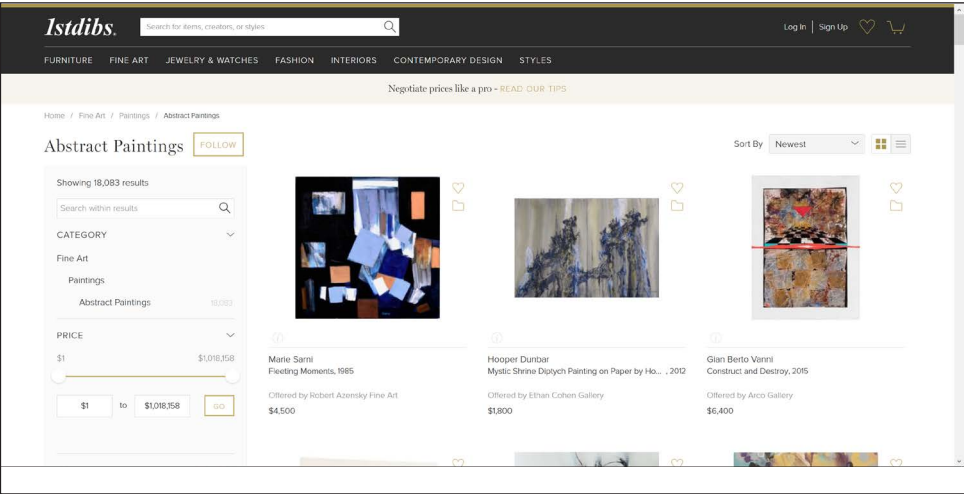 1stdibs.
Search for items, creators, or styles
Log In | Sign Up
FURNITURE FINE ART JEWELRY & WATCHES FASHION INTERIORS CONTEMPORARY DESIGN STYLES
Negotiate prices like a pro - READ OUR TIPS
Home / Fine Art / Paintings / Abstract Paintings
Abstract Paintings FOLLOW
Sort By Newest
Showing 18,083 results
Search within results
CATEGORY
Fine Art
Paintings
Abstract Paintings 18,083
PRICE
$1 $1,018,158
$1 to $1,018,158 GO
Marie Sarni
Fleeting Moments, 1985
Offered by Robert Azensky Fine Art
$4,500
Hooper Dunbar
Mystic Shrine Diptych Painting on Paper by Ho... , 2012
Offered by Ethan Cohen Gallery
$1,800
Gian Berto Vanni
Construct and Destroy, 2015
Offered by Arco Gallery
$6,400